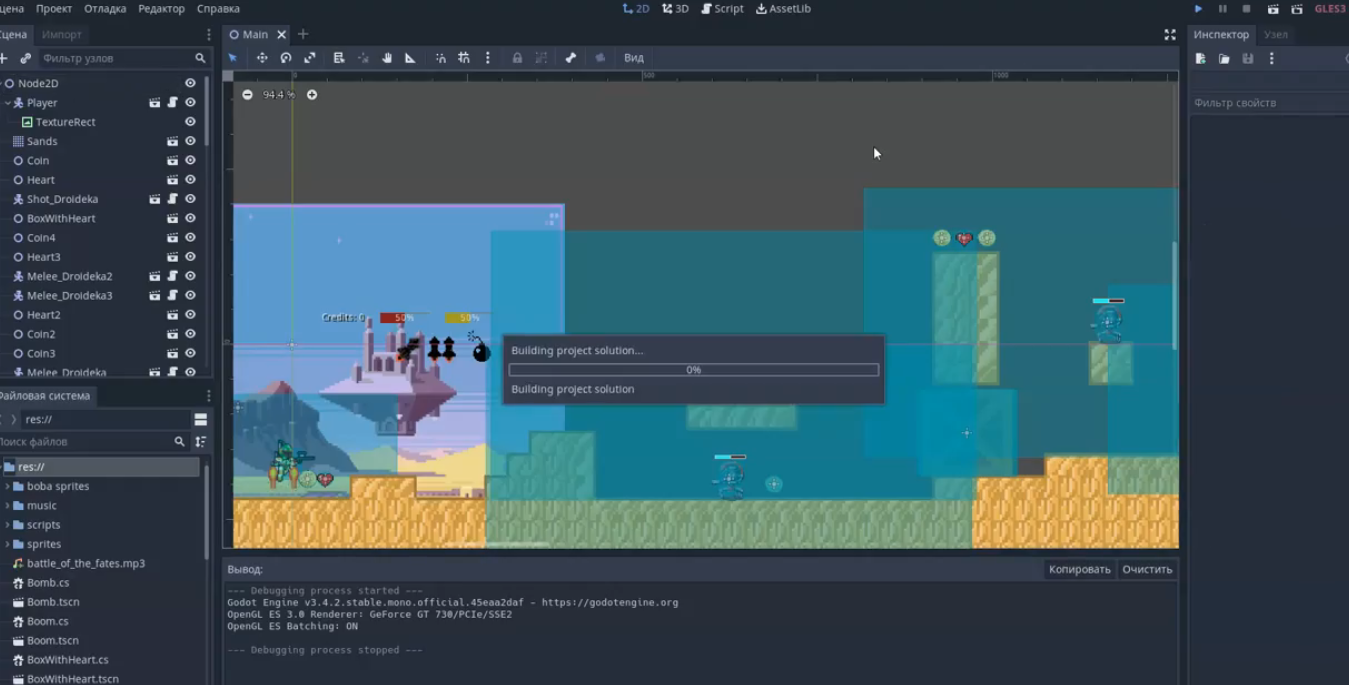 сцена Проект Отладка Редактор Справка 2D 3D Script AssetLib GLES3
Сцена Импорт Main Инспектор Узел
Фильтр узлов Вид
Node2D 0 500 1000
Player 94.4 % Фильтр свойств
TextureRect
Sands
Coin
Heart
Shot_Droideka
BoxWithHeart
Coin4
Heart3
Melee_Droideka2
Melee_Droideka3
Heart2 Credits: 0 50% 50%
Coin2
Coin3 Building project solution...
Melee_Droideka 0%
Building project solution
Файловая система
res://
Поиск файлов
res://
boba sprites
music
scripts
sprites
battle_of_the_fates.mp3 Вывод: Копировать Очистить
Bomb.cs --- Debugging process started ---
Bomb.tscn Godot Engine v3.4.2.stable.mono.official.45eaa2daf - https://godotengine.org
Boom.cs OpenGL ES 3.0 Renderer: GeForce GT 730/PCIe/SSE2
OpenGL ES Batching: ON
Boom.tscn
BoxWithHeart.cs --- Debugging process stopped ---
BoxWithHeart.tscn